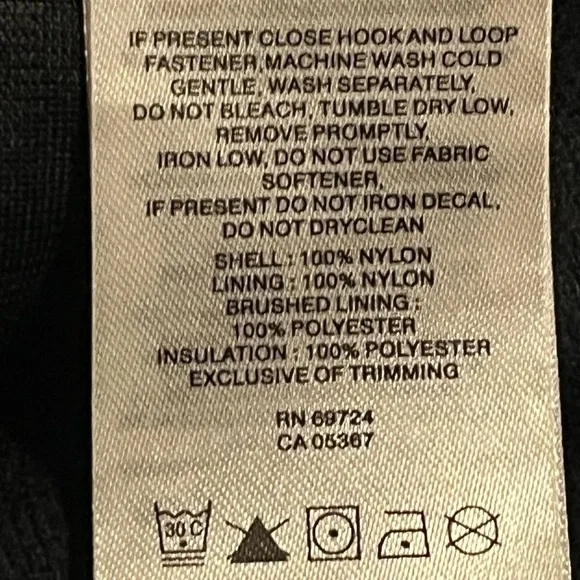 IF PRESENT CLOSE HOOK AND LOOP
FASTENER,MACHINE WASH COLD
GENTLE, WASH SEPARATELY,
DO NOT BLEACH, TUMBLE DRY LOW,
REMOVE PROMPTLY,
IRON LOW, DO NOT USE FABRIC
SOFTENER,
IF PRESENT DO NOT IRON DECAL,
DO NOT DRYCLEAN
SHELL : 100% NYLON
LINING : 100% NYLON
BRUSHED LINING :
100% POLYESTER
INSULATION : 100% POLYESTER
EXCLUSIVE OF TRIMMING
RN 69724
CA 05367
30 C